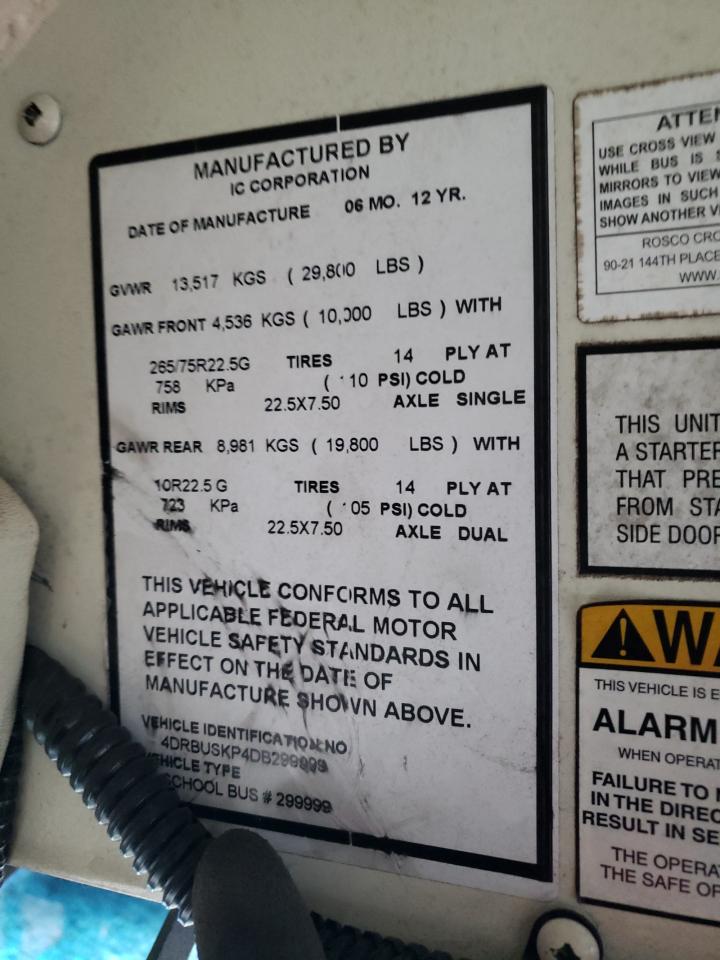 MANUFACTURED BY
IC CORPORATION
DATE OF MANUFACTURE 06 MO. 12 YR.
GVWR 13,517 KGS ( 29,800 LBS )
GAWR FRONT 4,536 KGS ( 10,000 LBS ) WITH
265/75R22.5G TIRES 14 PLY AT
758 KPa ( 110 PSI) COLD
RIMS 22.5X7.50 AXLE SINGLE
GAWR REAR 8,981 KGS ( 19,800 LBS ) WITH
10R22.5 G TIRES 14 PLY AT
723 KPa ( 105 PSI) COLD
RIMS 22.5X7.50 AXLE DUAL
THIS VEHICLE CONFORMS TO ALL
APPLICABLE FEDERAL MOTOR
VEHICLE SAFETY STANDARDS IN
EFFECT ON THE DATE OF
MANUFACTURE SHOWN ABOVE.
VEHICLE IDENTIFICATION NO
4DRBUSKP4DB299999
VEHICLE TYPE
SCHOOL BUS # 299999
ATTEN
USE CROSS VIEW
WHILE BUS IS
MIRRORS TO VIEW
IMAGES IN SUCH
SHOW ANOTHER V
ROSCO CRO
90-21 144TH PLACE
WWW.
THIS UNIT
A STARTER
THAT PRE
FROM STA
SIDE DOOR
WA
THIS VEHICLE IS E
ALARM
WHEN OPERAT
FAILURE TO
IN THE DIREC
RESULT IN SE
THE OPERA
THE SAFE OP